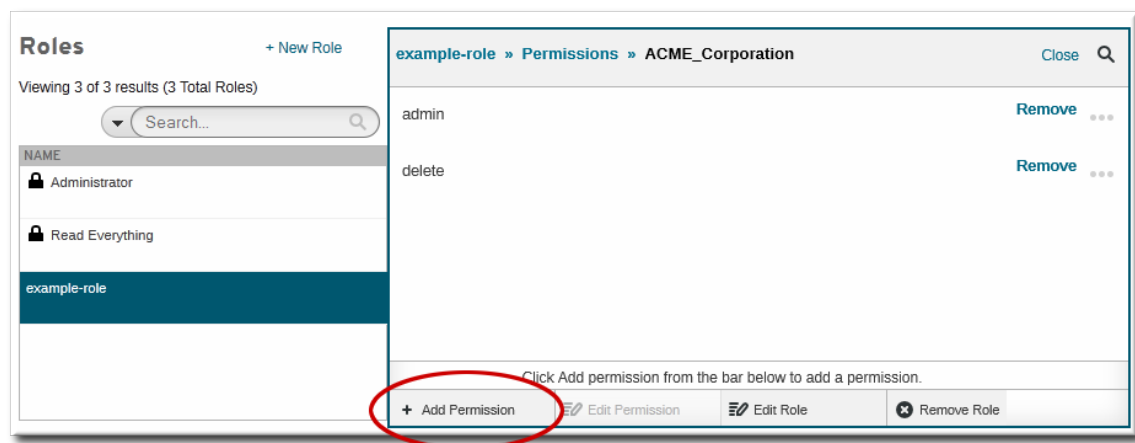 Roles
+ New Role
Viewing 3 of 3 results (3 Total Roles)
Search...
NAME
Administrator
Read Everything
example-role
example-role » Permissions » ACME_Corporation
Close
admin
Remove
delete
Remove
Click Add permission from the bar below to add a permission.
+ Add Permission
Edit Permission
Edit Role
Remove Role